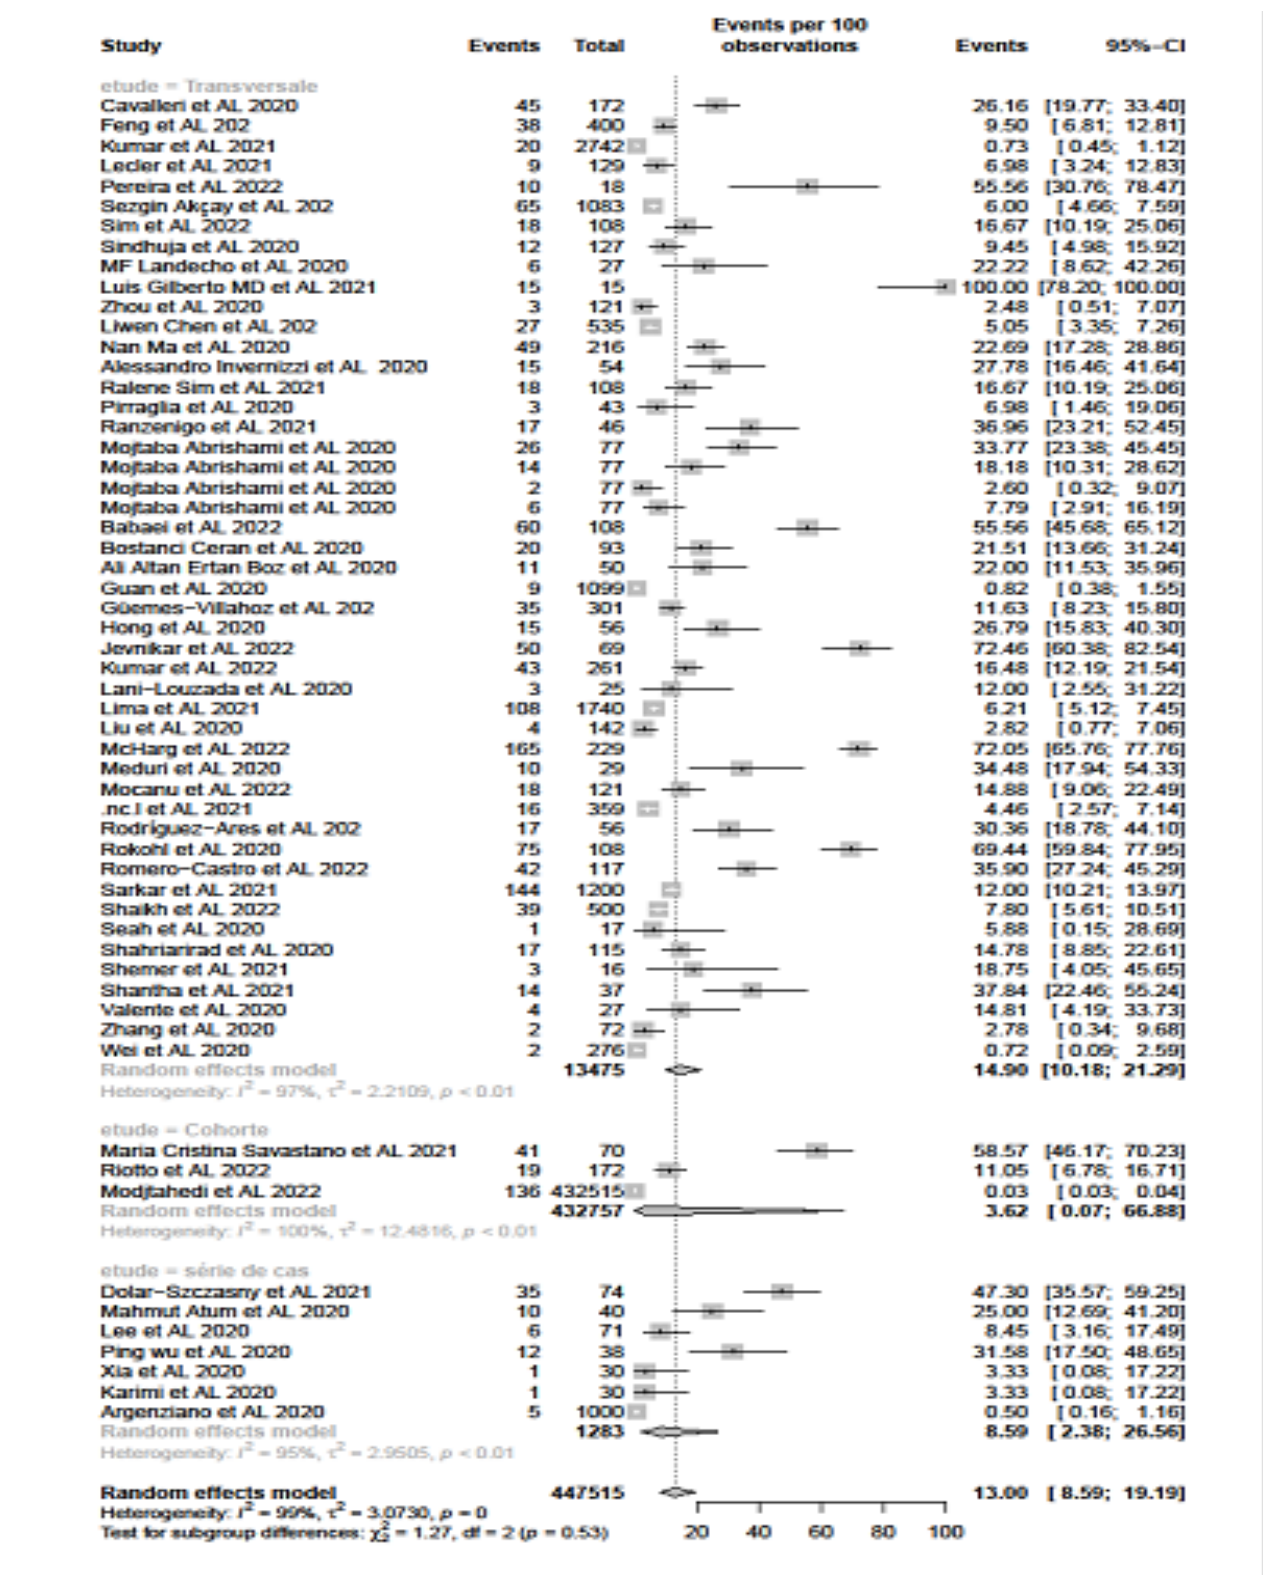 Events per 100
Study Events Total observations Events 95%-CI
etude = Transversale
Cavalleri et AL 2020 45 172 26.16 [19.77; 33.40]
Feng et AL 202 38 400 9.50 [ 6.81; 12.81]
Kumar et AL 2021 20 2742 0.73 [ 0.45; 1.12]
Lecler et AL 2021 9 129 6.98 [ 3.24; 12.83]
Pereira et AL 2022 10 18 55.56 [30.76; 78.47]
Sezgin Akçay et AL 202 65 1083 6.00 [ 4.66; 7.59]
Sim et AL 2022 18 108 16.67 [10.19; 25.06]
Sindhuja et AL 2020 12 127 9.45 [ 4.98; 15.92]
MF Landecho et AL 2020 6 27 22.22 [ 8.62; 42.26]
Luis Gilberto MD et AL 2021 15 15 100.00 [78.20; 100.00]
Zhou et AL 2020 3 121 2.48 [ 0.51; 7.07]
Liwen Chen et AL 202 27 535 5.05 [ 3.35; 7.26]
Nan Ma et AL 2020 49 216 22.69 [17.28; 28.86]
Alessandro Invernizzi et AL 2020 15 54 27.78 [16.46; 41.64]
Ralene Sim et AL 2021 18 108 16.67 [10.19; 25.06]
Pirraglia et AL 2020 3 43 6.98 [ 1.46; 19.06]
Ranzenigo et AL 2021 17 46 36.96 [23.21; 52.45]
Mojtaba Abrishami et AL 2020 26 77 33.77 [23.38; 45.45]
Mojtaba Abrishami et AL 2020 14 77 18.18 [10.31; 28.62]
Mojtaba Abrishami et AL 2020 2 77 2.60 [ 0.32; 9.07]
Mojtaba Abrishami et AL 2020 6 77 7.79 [ 2.91; 16.19]
Babaei et AL 2022 60 108 55.56 [45.68; 65.12]
Bostanci Ceran et AL 2020 20 93 21.51 [13.66; 31.24]
Ali Altan Ertan Boz et AL 2020 11 50 22.00 [11.53; 35.96]
Guan et AL 2020 9 1099 0.82 [ 0.38; 1.55]
Güemes-Villahoz et AL 202 35 301 11.63 [ 8.23; 15.80]
Hong et AL 2020 15 56 26.79 [15.83; 40.30]
Jevnikar et AL 2022 50 69 72.46 [60.38; 82.54]
Kumar et AL 2022 43 261 16.48 [12.19; 21.54]
Lani-Louzada et AL 2020 3 25 12.00 [ 2.55; 31.22]
Lima et AL 2021 108 1740 6.21 [ 5.12; 7.45]
Liu et AL 2020 4 142 2.82 [ 0.77; 7.06]
McHarg et AL 2022 165 229 72.05 [65.76; 77.76]
Meduri et AL 2020 10 29 34.48 [17.94; 54.33]
Mocanu et AL 2022 18 121 14.88 [ 9.06; 22.49]
.nc.l et AL 2021 16 359 4.46 [ 2.57; 7.14]
Rodríguez-Ares et AL 202 17 56 30.36 [18.78; 44.10]
Rokohl et AL 2020 75 108 69.44 [59.84; 77.95]
Romero-Castro et AL 2022 42 117 35.90 [27.24; 45.29]
Sarkar et AL 2021 144 1200 12.00 [10.21; 13.97]
Shaikh et AL 2022 39 500 7.80 [ 5.61; 10.51]
Seah et AL 2020 1 17 5.88 [ 0.15; 28.69]
Shahriarirad et AL 2020 17 115 14.78 [ 8.85; 22.61]
Shemer et AL 2021 3 16 18.75 [ 4.05; 45.65]
Shantha et AL 2021 14 37 37.84 [22.46; 55.24]
Valente et AL 2020 4 27 14.81 [ 4.19; 33.73]
Zhang et AL 2020 2 72 2.78 [ 0.34; 9.68]
Wei et AL 2020 2 276 0.72 [ 0.09; 2.59]
Random effects model 13475 14.90 [10.18; 21.29]
Heterogeneity: I² = 97%, τ² = 2.2109, p < 0.01
etude = Cohorte
Maria Cristina Savastano et AL 2021 41 70 58.57 [46.17; 70.23]
Riotto et AL 2022 19 172 11.05 [ 6.78; 16.71]
Modjtahedi et AL 2022 136 432515 0.03 [ 0.03; 0.04]
Random effects model 432757 3.62 [ 0.07; 66.88]
Heterogeneity: I² = 100%, τ² = 12.4816, p < 0.01
etude = série de cas
Dolar-Szczasny et AL 2021 35 74 47.30 [35.57; 59.25]
Mahmut Atum et AL 2020 10 40 25.00 [12.69; 41.20]
Lee et AL 2020 6 71 8.45 [ 3.16; 17.49]
Ping wu et AL 2020 12 38 31.58 [17.50; 48.65]
Xia et AL 2020 1 30 3.33 [ 0.08; 17.22]
Karimi et AL 2020 1 30 3.33 [ 0.08; 17.22]
Argenziano et AL 2020 5 1000 0.50 [ 0.16; 1.16]
Random effects model 1283 8.59 [ 2.38; 26.56]
Heterogeneity: I² = 95%, τ² = 2.9505, p < 0.01
Random effects model 447515 13.00 [ 8.59; 19.19]
Heterogeneity: I² = 99%, τ² = 3.0730, p = 0
Test for subgroup differences: χ²₂ = 1.27, df = 2 (p = 0.53)
20 40 60 80 100